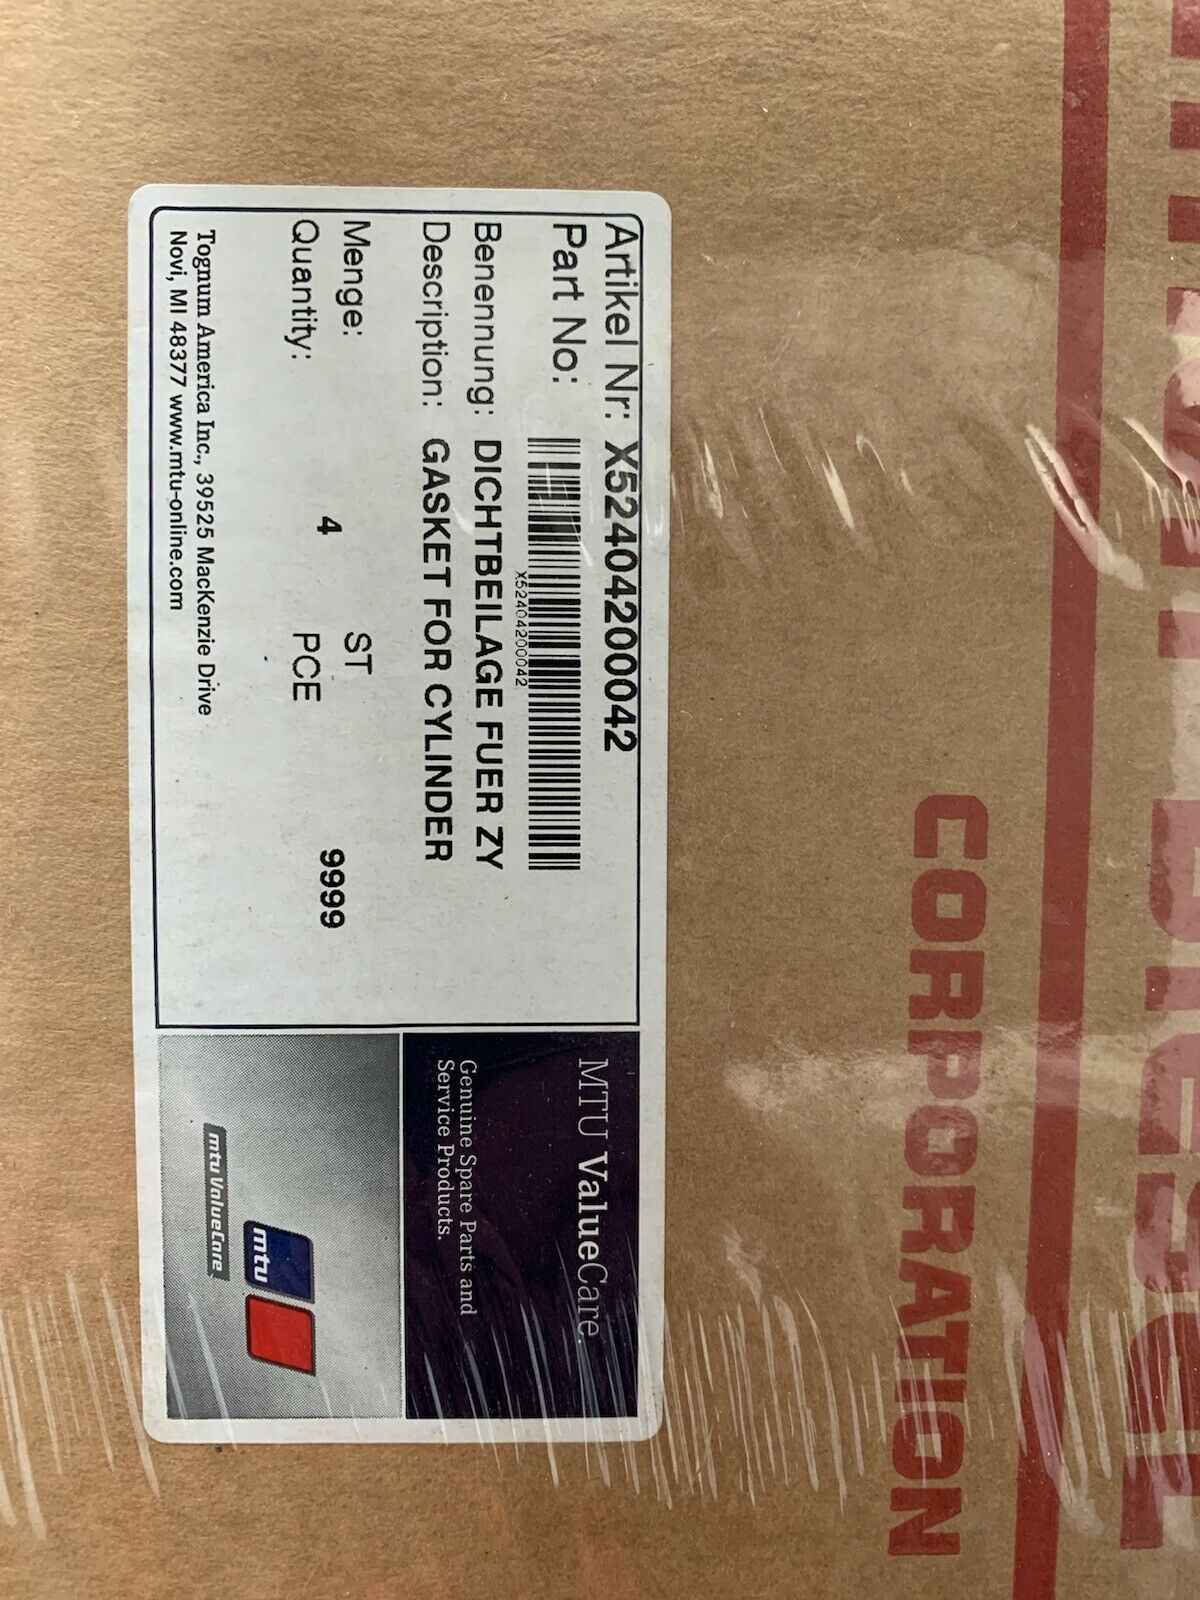 DIESEL
CORPORATION
Artikel Nr: X52404200042
Part No:
X52404200042
Benennung: DICHTBEILAGE FUER ZY
Description: GASKET FOR CYLINDER
Menge: ST
4 9999
Quantity: PCE
Tognum America Inc., 39525 MacKenzie Drive
Novi, MI 48377 www.mtu-online.com
MTU ValueCare
Genuine Spare Parts and
Service Products.
mtu
mtu ValueCare